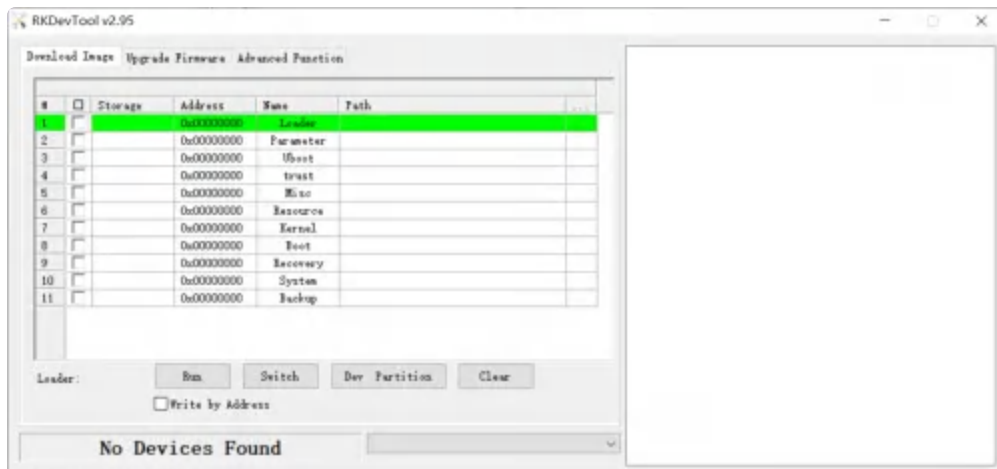 RKDevTool v2.95
Download Image Upgrade Firmware Advanced Function
# Storage Address Name Path ...
1 0x00000000 Loader
2 0x00000000 Parameter
3 0x00000000 Uboot
4 0x00000000 trust
5 0x00000000 Misc
6 0x00000000 Resource
7 0x00000000 Kernel
8 0x00000000 Boot
9 0x00000000 Recovery
10 0x00000000 System
11 0x00000000 Backup
Loader: Run Switch Dev Partition Clear
Write by Address
No Devices Found